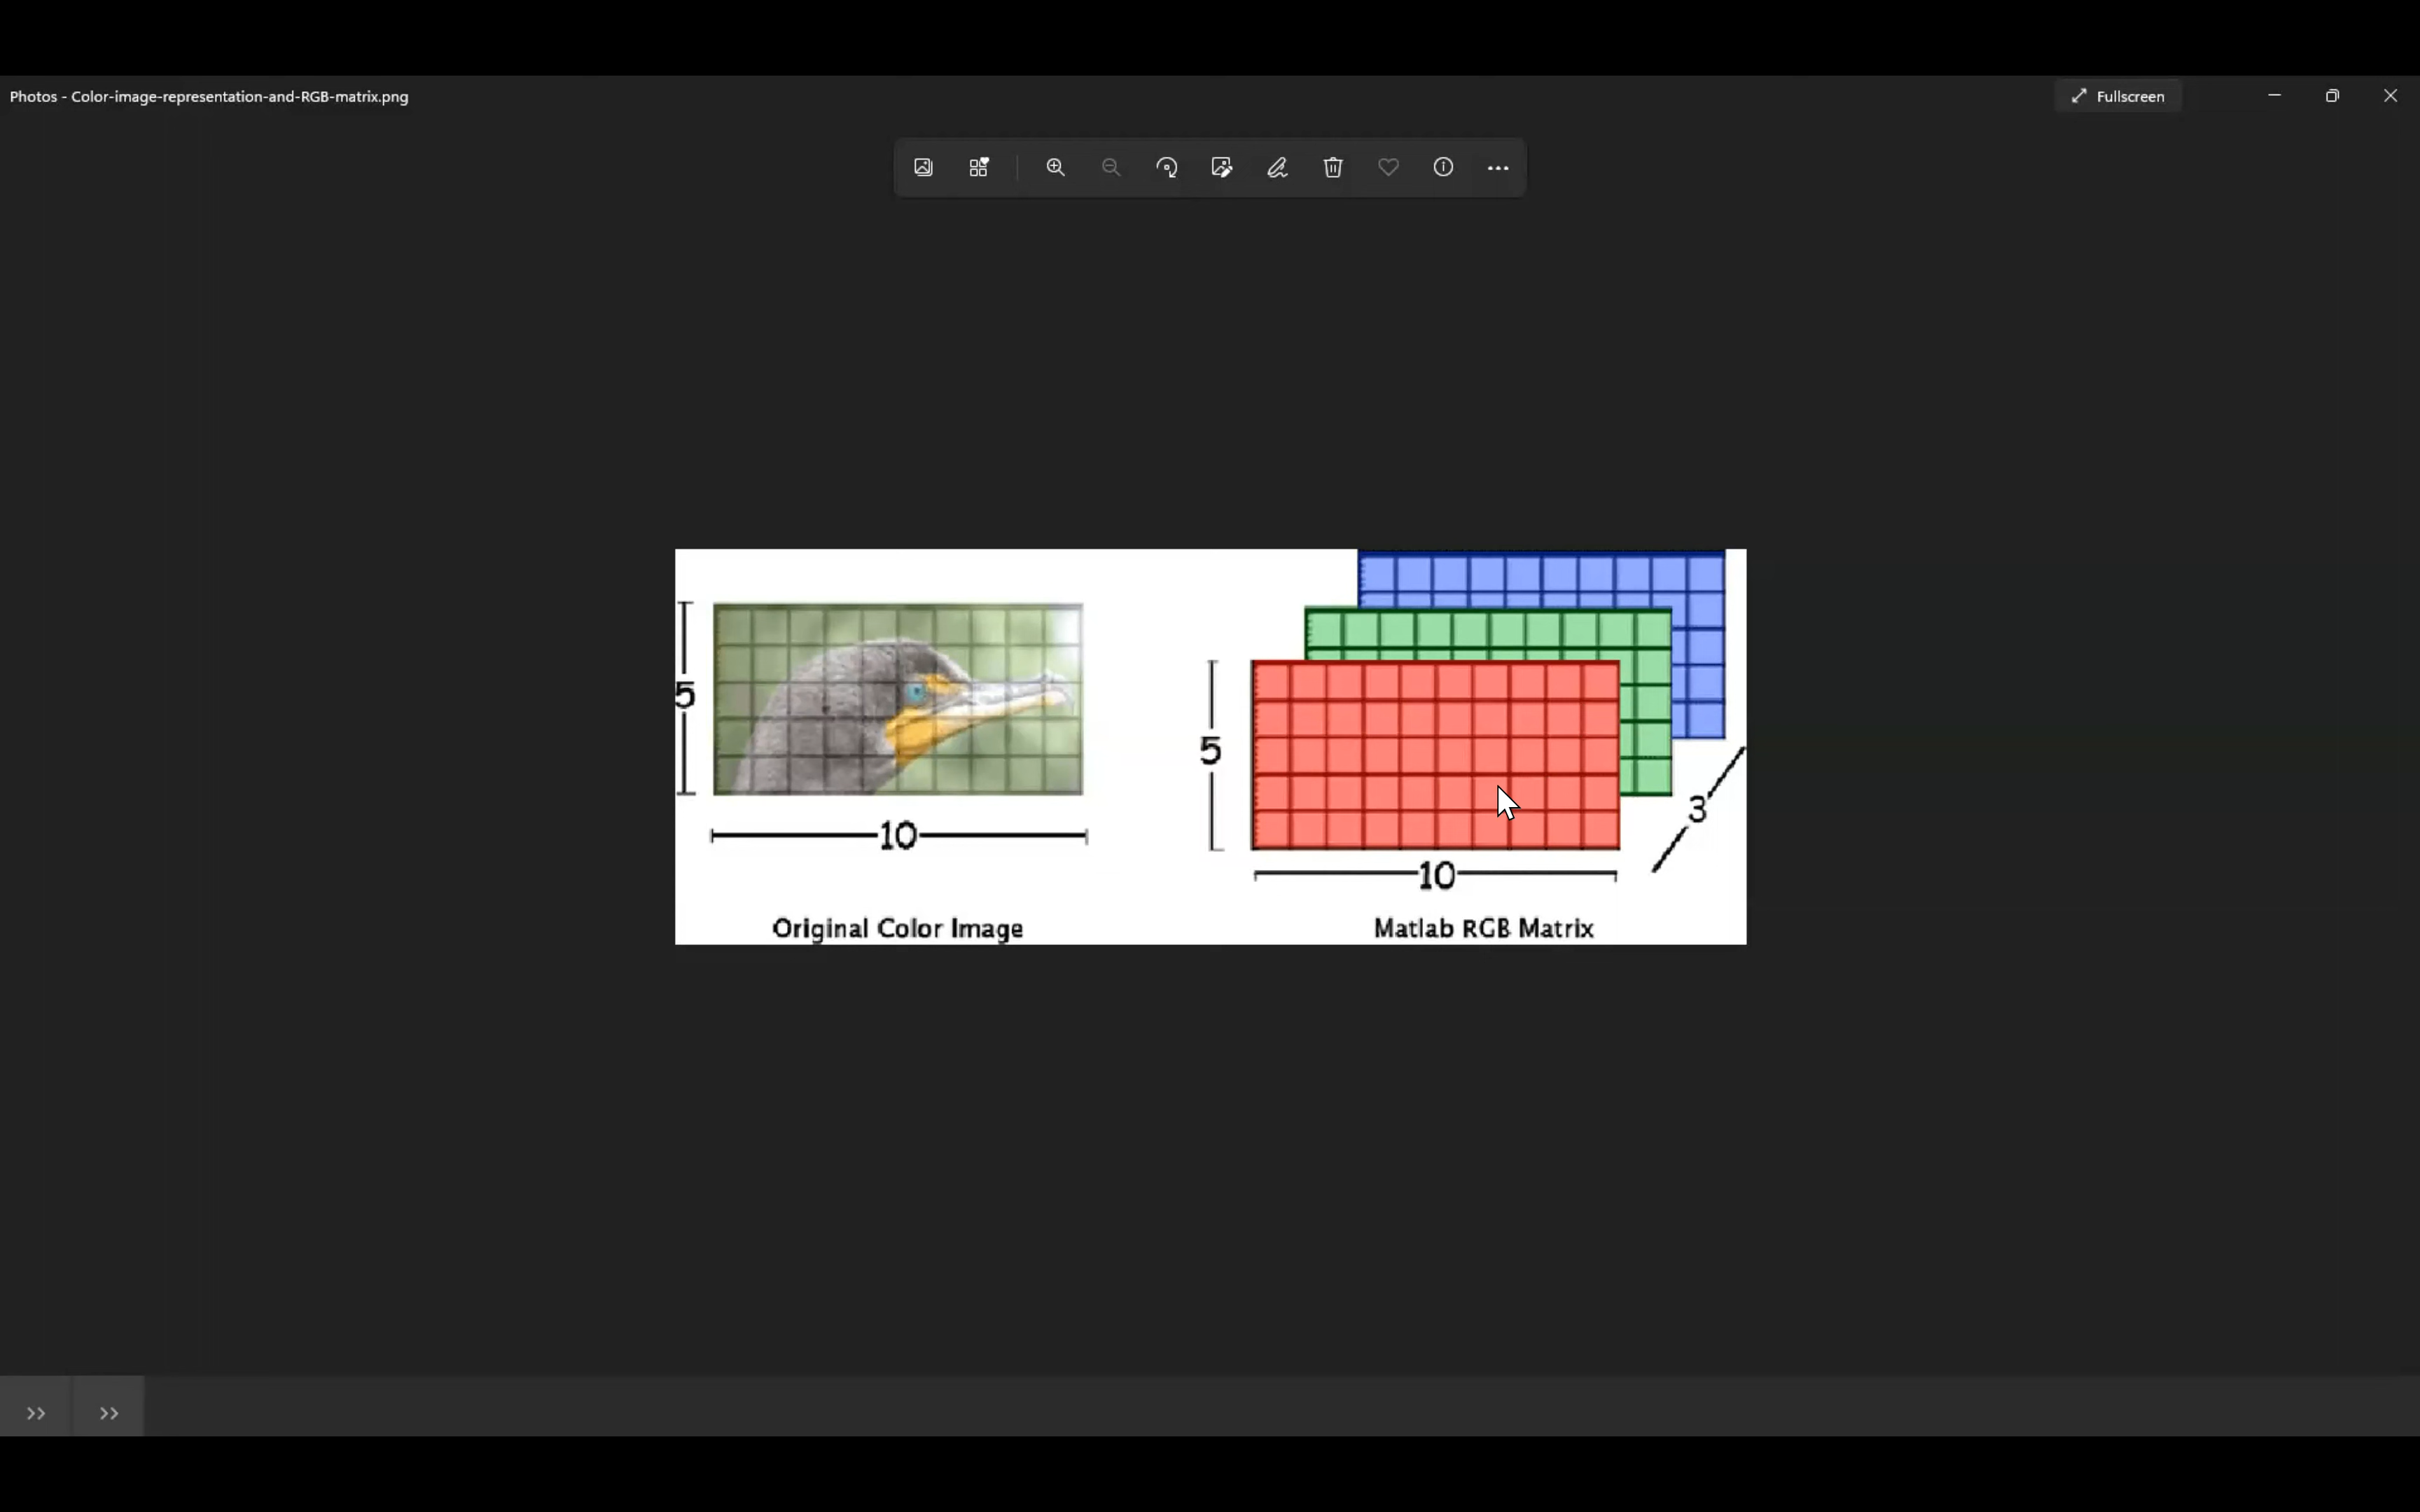 Photos - Color-image-representation-and-RGB-matrix.png
Fullscreen
5
10
Original Color Image
5
10
3
Matlab RGB Matrix